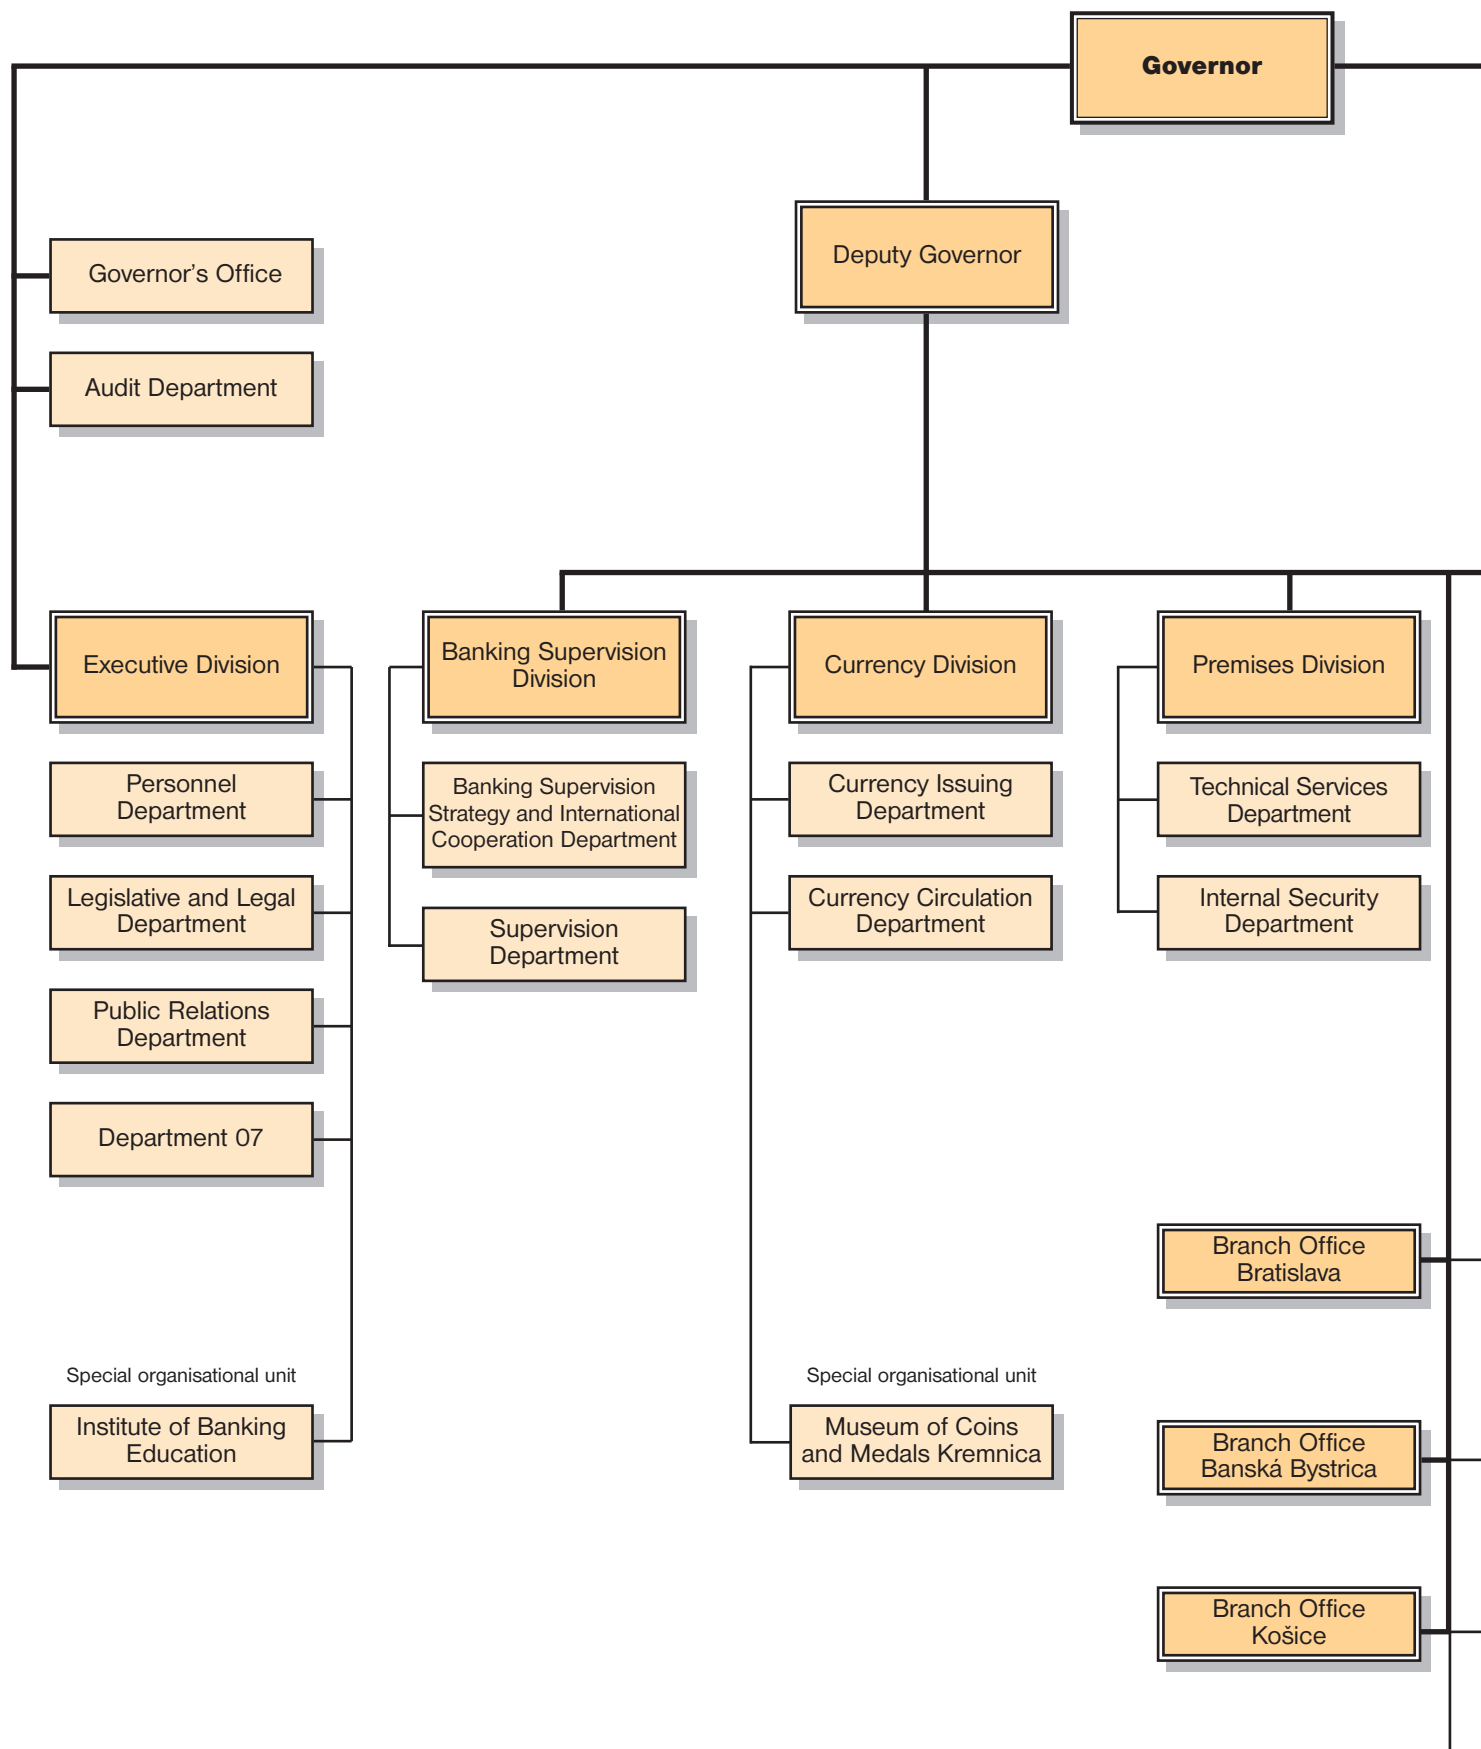 Governor
Deputy Governor
Governor’s Office
Audit Department
Executive Division
Personnel
Department
Legislative and Legal
Department
Public Relations
Department
Department 07
Special organisational unit
Institute of Banking
Education
Banking Supervision
Division
Banking Supervision
Strategy and International
Cooperation Department
Supervision
Department
Currency Division
Currency Issuing
Department
Currency Circulation
Department
Special organisational unit
Museum of Coins
and Medals Kremnica
Premises Division
Technical Services
Department
Internal Security
Department
Branch Office
Bratislava
Branch Office
Banská Bystrica
Branch Office
Košice